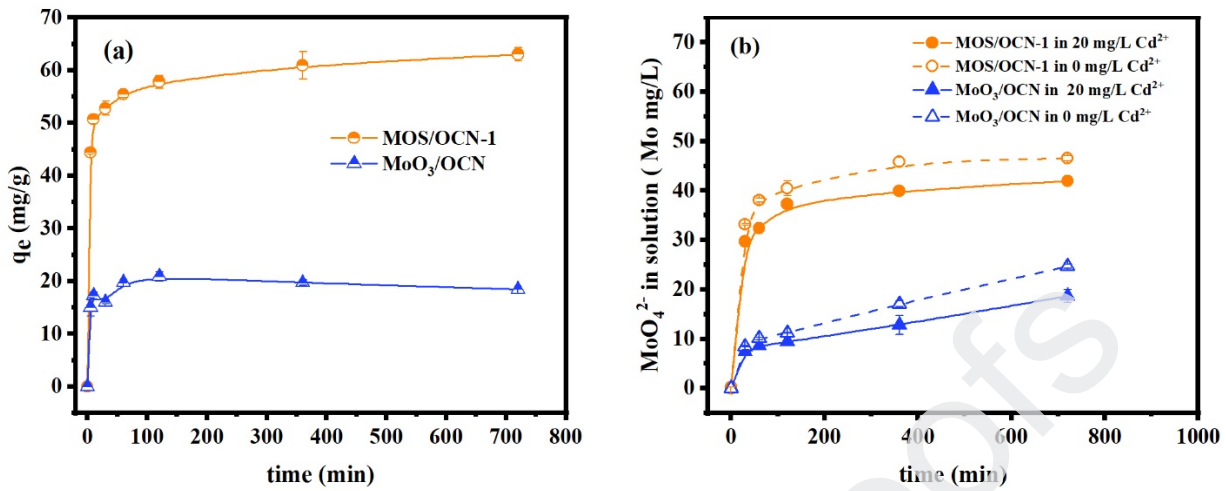 (a)
70
60
50
40
30
20
10
0
q_e (mg/g)
MOS/OCN-1
MoO₃/OCN
0 100 200 300 400 500 600 700 800
time (min)
(b)
70
60
50
40
30
20
10
0
MoO₄²⁻ in solution ( Mo mg/L)
MOS/OCN-1 in 20 mg/L Cd²⁺
MOS/OCN-1 in 0 mg/L Cd²⁺
MoO₃/OCN in 20 mg/L Cd²⁺
MoO₃/OCN in 0 mg/L Cd²⁺
0 200 400 600 800 1000
time (min)